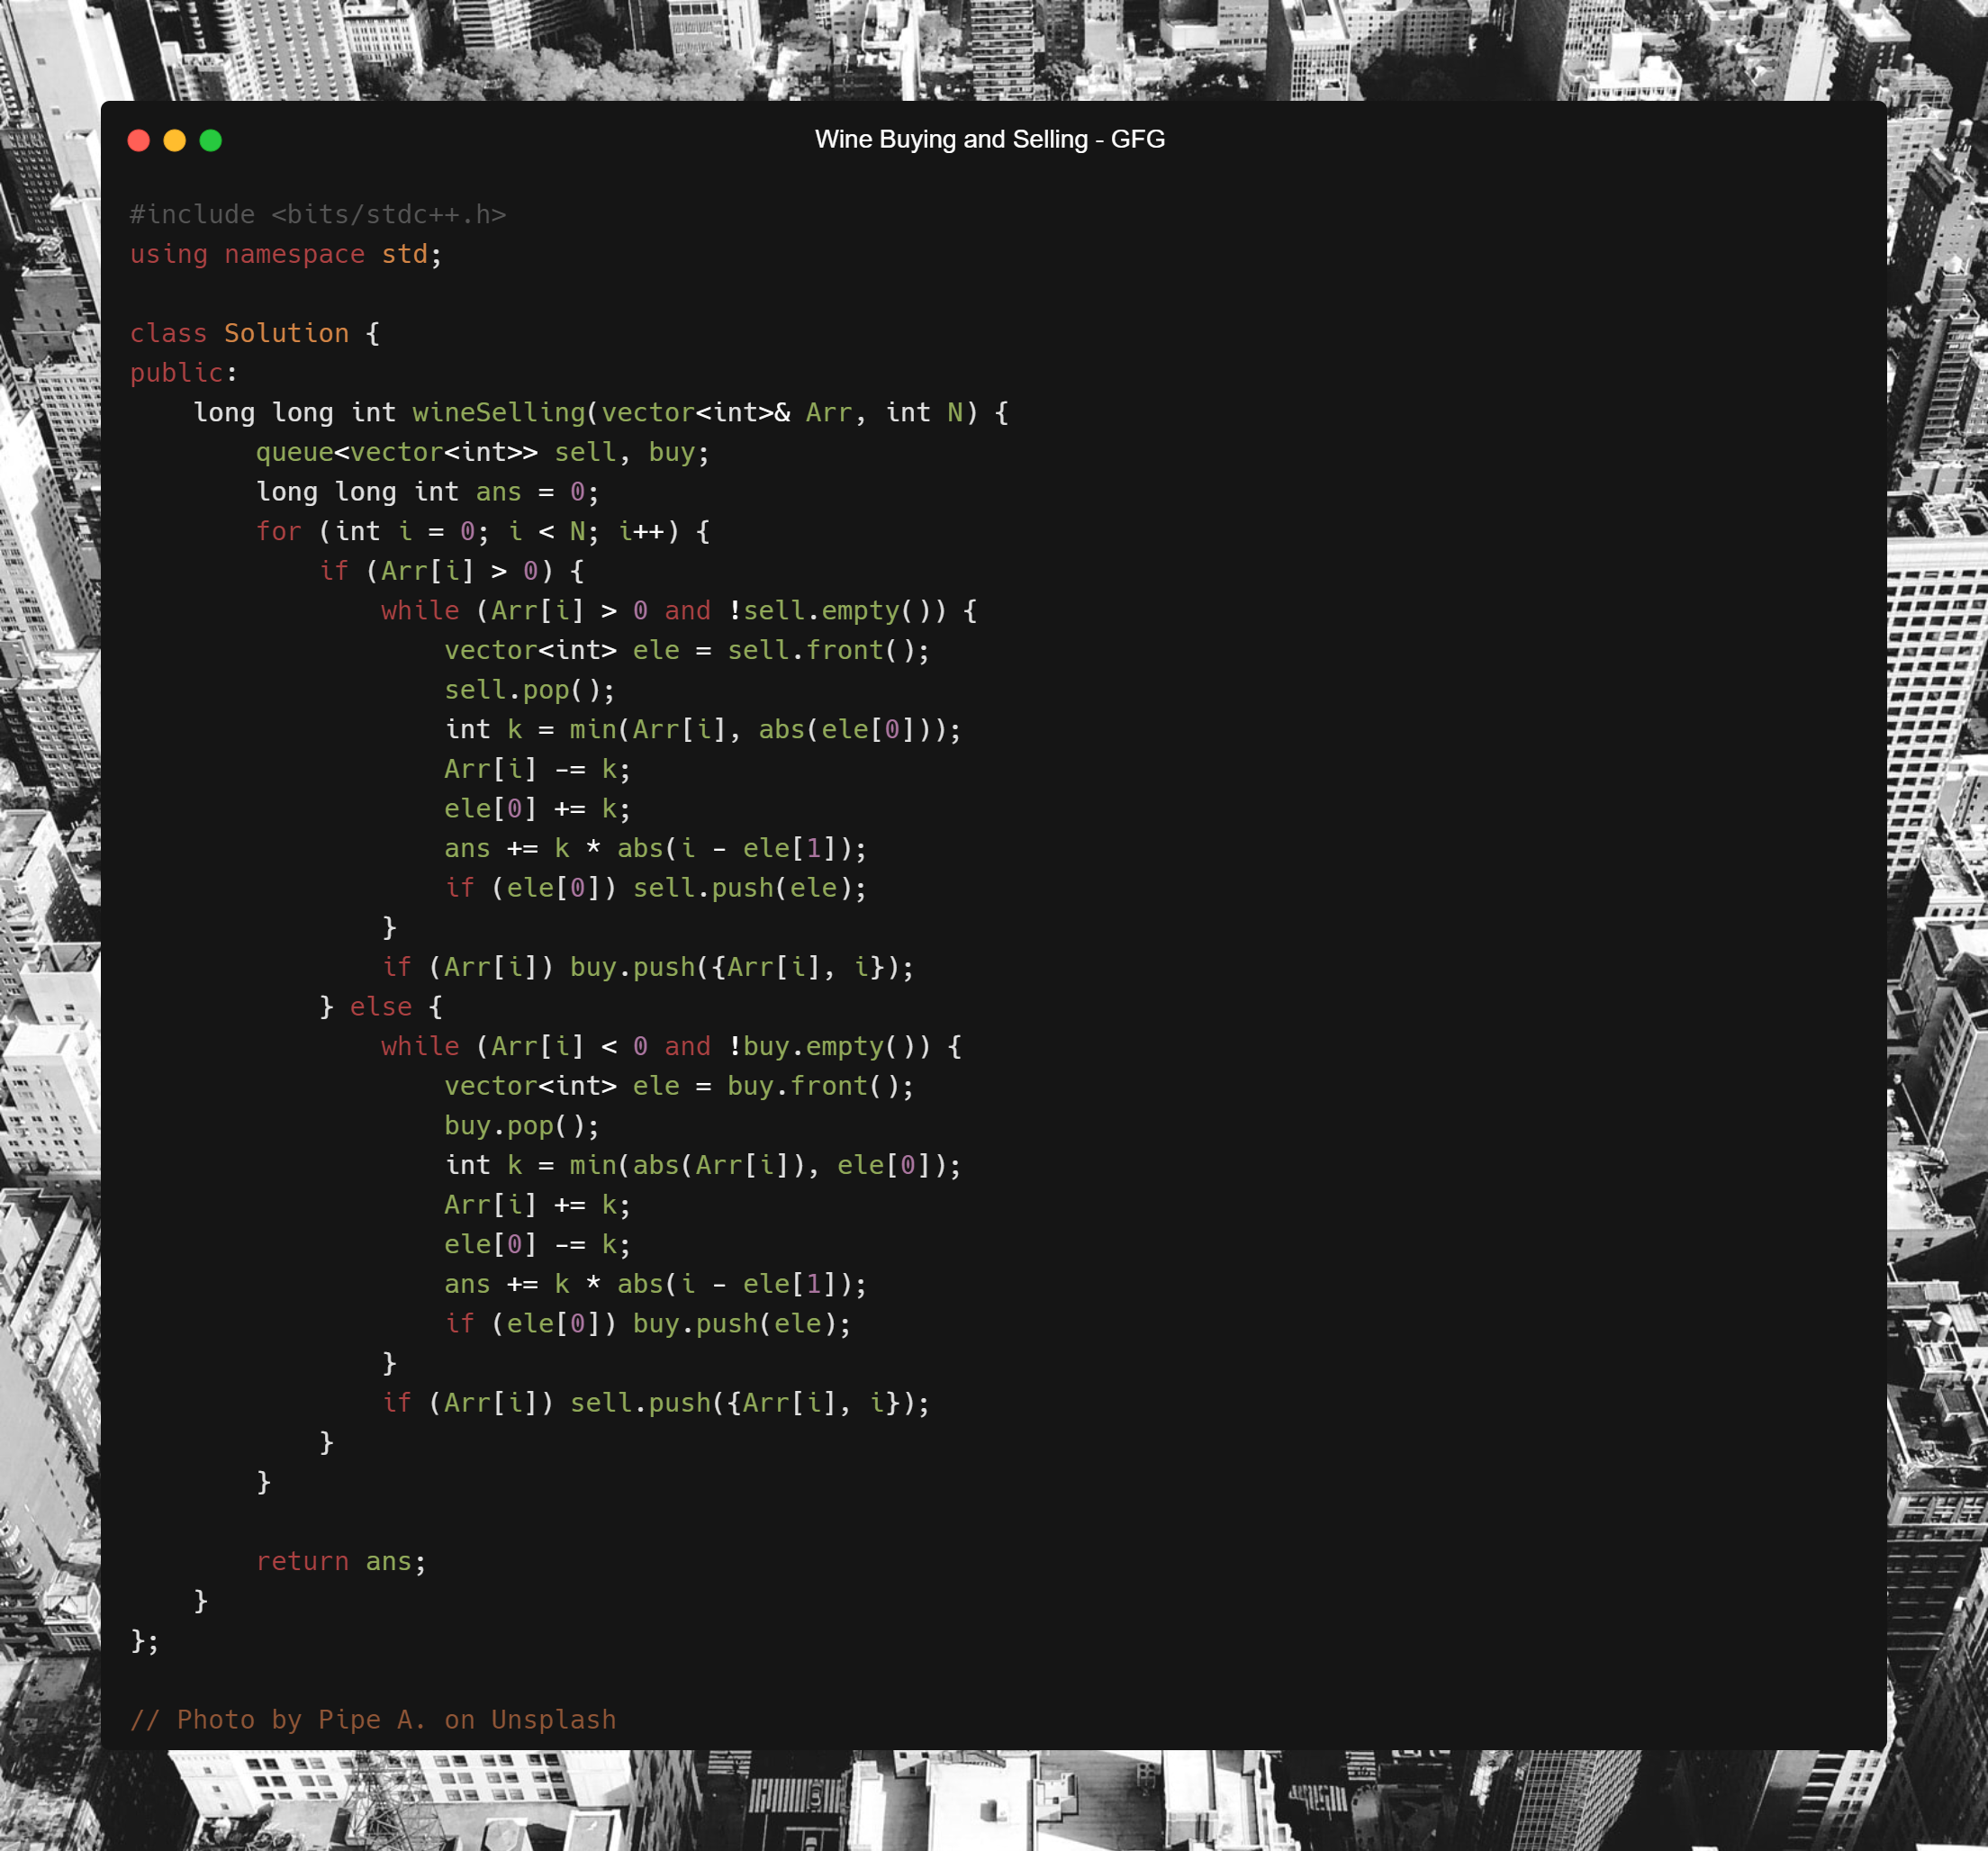 Wine Buying and Selling - GFG
#include <bits/stdc++.h>
using namespace std;

class Solution {
public:
    long long int wineSelling(vector<int>& Arr, int N) {
        queue<vector<int>> sell, buy;
        long long int ans = 0;
        for (int i = 0; i < N; i++) {
            if (Arr[i] > 0) {
                while (Arr[i] > 0 and !sell.empty()) {
                    vector<int> ele = sell.front();
                    sell.pop();
                    int k = min(Arr[i], abs(ele[0]));
                    Arr[i] -= k;
                    ele[0] += k;
                    ans += k * abs(i - ele[1]);
                    if (ele[0]) sell.push(ele);
                }
                if (Arr[i]) buy.push({Arr[i], i});
            } else {
                while (Arr[i] < 0 and !buy.empty()) {
                    vector<int> ele = buy.front();
                    buy.pop();
                    int k = min(abs(Arr[i]), ele[0]);
                    Arr[i] += k;
                    ele[0] -= k;
                    ans += k * abs(i - ele[1]);
                    if (ele[0]) buy.push(ele);
                }
                if (Arr[i]) sell.push({Arr[i], i});
            }
        }

        return ans;
    }
};

// Photo by Pipe A. on Unsplash